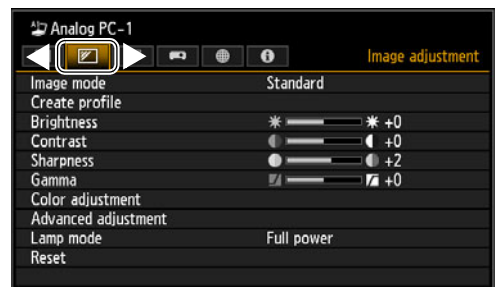 Analog PC-1
Image adjustment
Image mode Standard
Create profile
Brightness +0
Contrast +0
Sharpness +2
Gamma +0
Color adjustment
Advanced adjustment
Lamp mode Full power
Reset